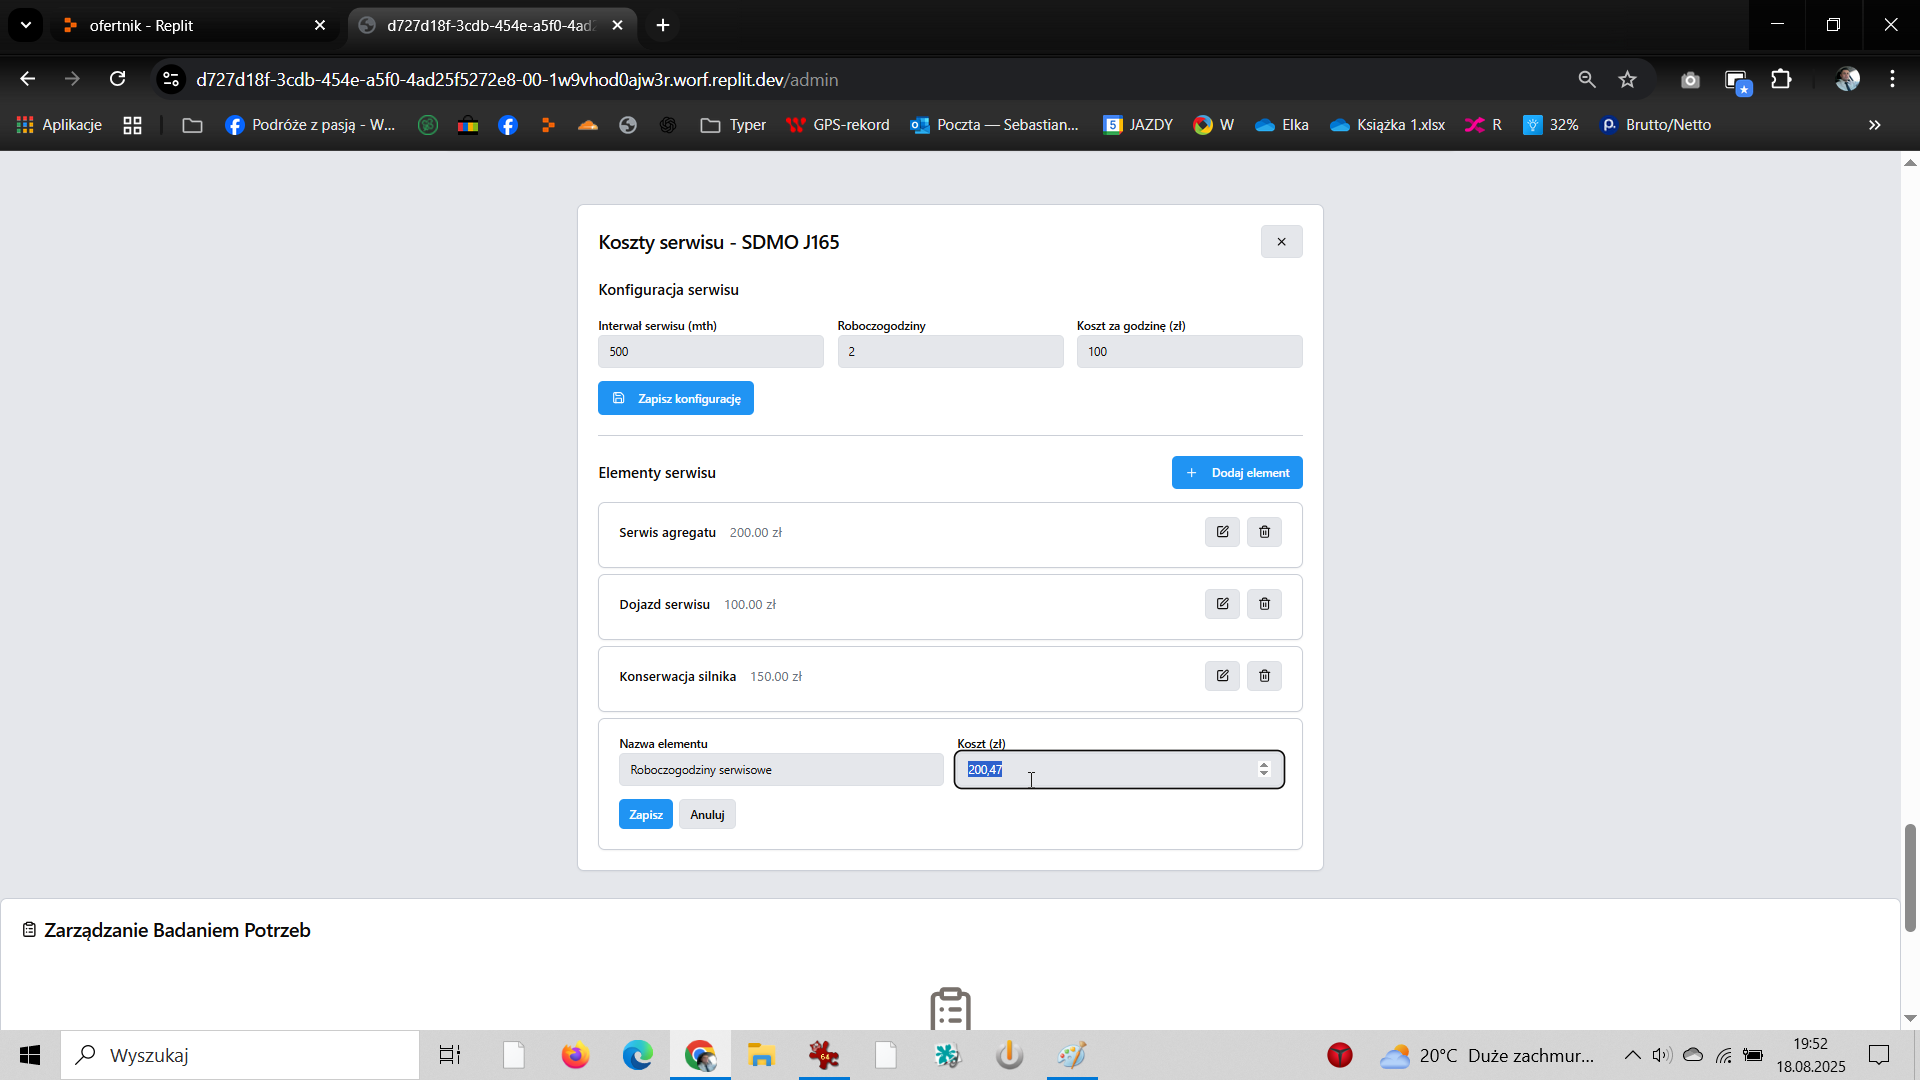 ofertnik - Replit
d727d18f-3cdb-454e-a5f0-4ad2
d727d18f-3cdb-454e-a5f0-4ad25f5272e8-00-1w9vhod0ajw3r.worf.replit.dev/admin
Aplikacje
Podróże z pasją - W...
Typer
GPS-rekord
Poczta — Sebastian...
5
JAZDY
W
Elka
Książka 1.xlsx
R
32%
Brutto/Netto
Koszty serwisu - SDMO J165
Konfiguracja serwisu
Interwał serwisu (mth) Roboczogodziny Koszt za godzinę (zł)
500 2 100
Zapisz konfigurację
Elementy serwisu
Dodaj element
Serwis agregatu 200.00 zł
Dojazd serwisu 100.00 zł
Konserwacja silnika 150.00 zł
Nazwa elementu Koszt (zł)
Roboczogodziny serwisowe 200,47
Zapisz Anuluj
Zarządzanie Badaniem Potrzeb
Wyszukaj
64
20°C Duże zachmur...
19:52
18.08.2025